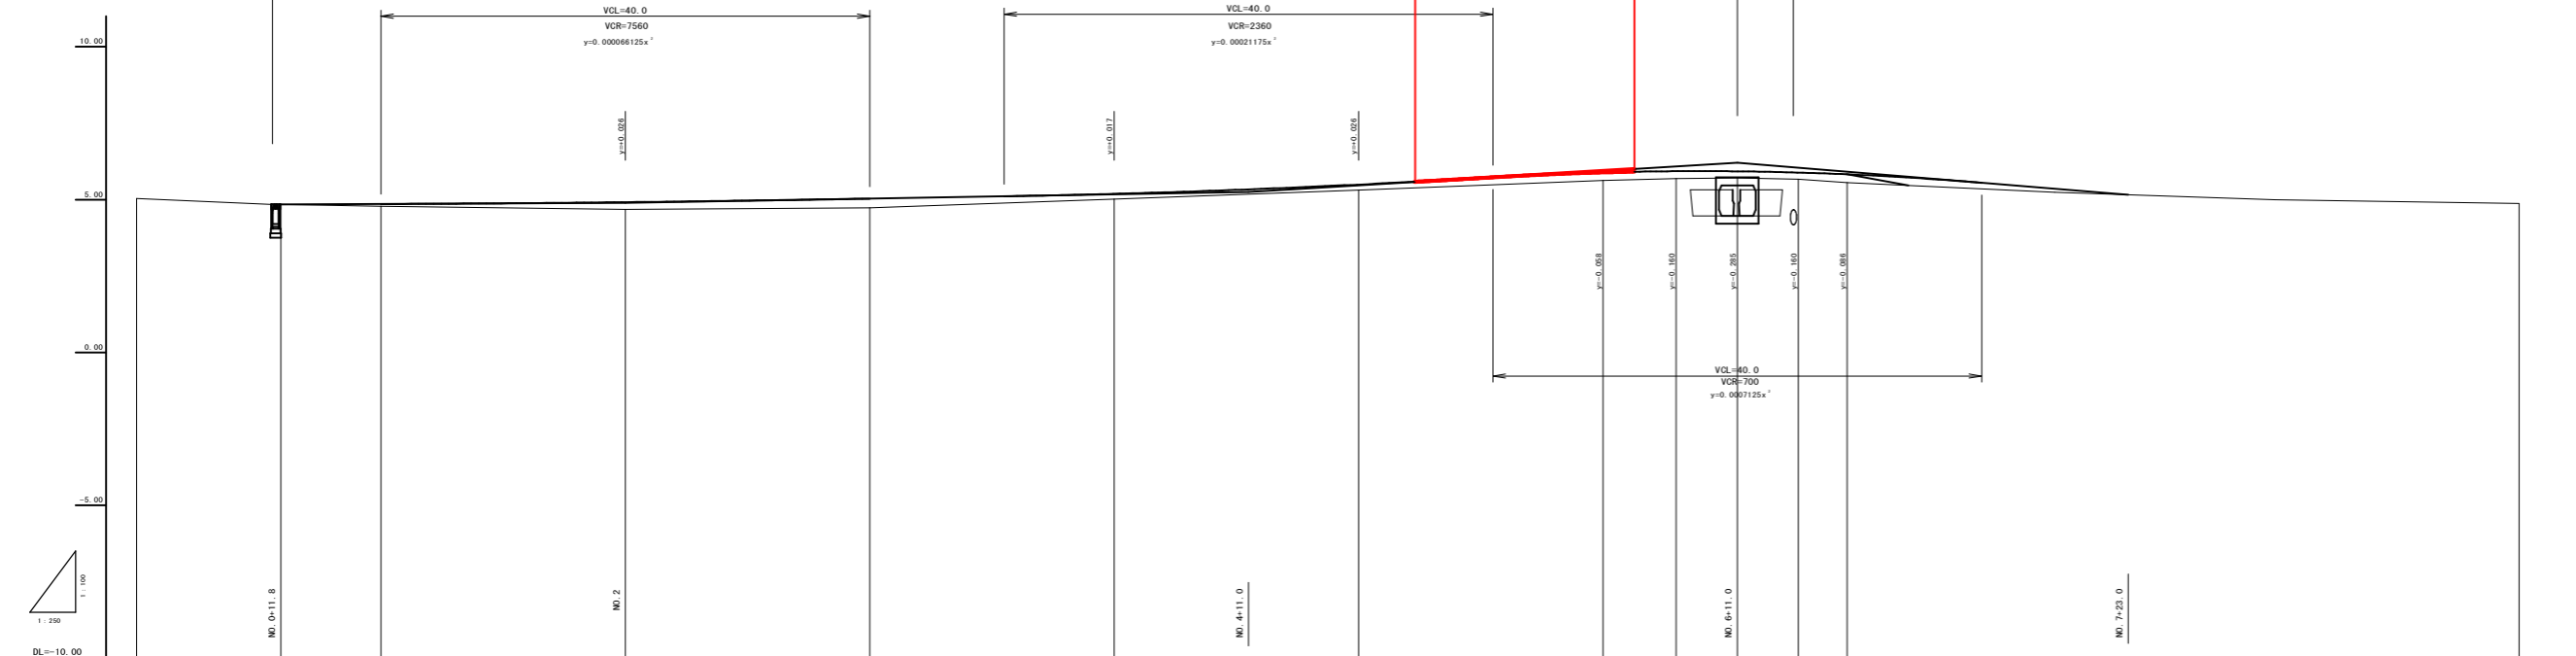 VCL=40.0
VCR=7560
y=0.000066125x²
VCL=40.0
VCR=2360
y=0.00021175x²
10.00
y=+0.026
y=+0.017
y=+0.026
5.00
y=-0.058
y=-0.160
y=-0.285
y=-0.160
y=-0.086
0.00
VCL=40.0
VCR=700
y=0.0007125x²
-5.00
1:100
1:250
NO.0+11.8
NO.2
NO.4+11.0
NO.6+11.0
NO.7+23.0
DL=-10.00